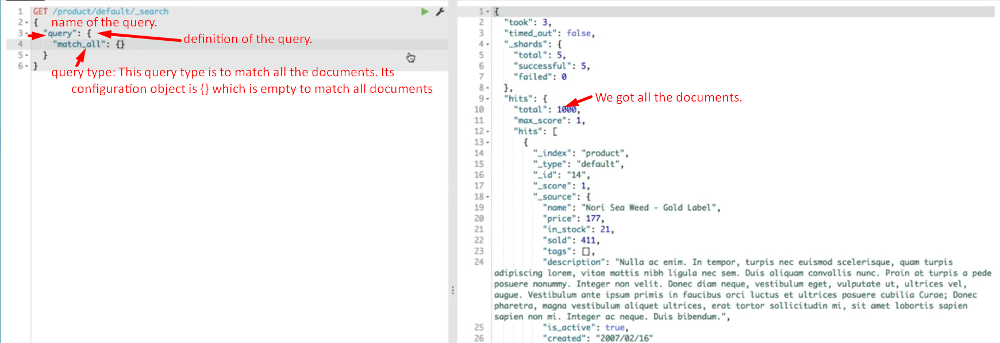 1 GET /product/default/_search
2 {
name of the query.
3 "query": {
definition of the query.
4 "match_all": {}
5 }
6 }
query type: This query type is to match all the documents. Its
configuration object is {} which is empty to match all documents
1 {
2 "took": 3,
3 "timed_out": false,
4 "_shards": {
5 "total": 5,
6 "successful": 5,
7 "failed": 0
8 },
9 "hits": {
We got all the documents.
10 "total": 1000,
11 "max_score": 1,
12 "hits": [
13 {
14 "_index": "product",
15 "_type": "default",
16 "_id": "14",
17 "_score": 1,
18 "_source": {
19 "name": "Nori Sea Weed - Gold Label",
20 "price": 177,
21 "in_stock": 21,
22 "sold": 411,
23 "tags": [],
24 "description": "Nulla ac enim. In tempor, turpis nec euismod scelerisque, quam turpis
adipiscing lorem, vitae mattis nibh ligula nec sem. Duis aliquam convallis nunc. Proin at turpis a pede
posuere nonummy. Integer non velit. Donec diam neque, vestibulum eget, vulputate ut, ultrices vel,
augue. Vestibulum ante ipsum primis in faucibus orci luctus et ultrices posuere cubilia Curae; Donec
pharetra, magna vestibulum aliquet ultrices, erat tortor sollicitudin mi, sit amet lobortis sapien
sapien non mi. Integer ac neque. Duis bibendum.",
25 "is_active": true,
26 "created": "2007/02/16"